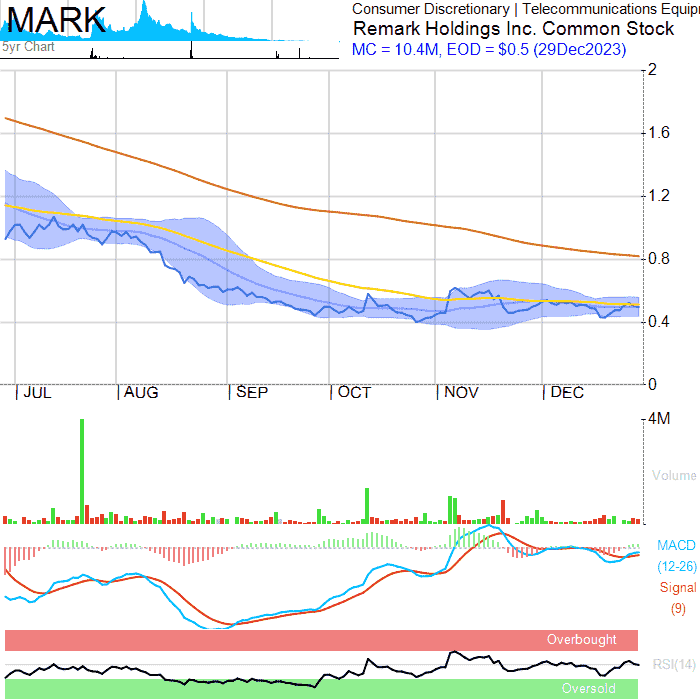 MARK
5yr Chart
Consumer Discretionary | Telecommunications Equip
Remark Holdings Inc. Common Stock
MC = 10.4M, EOD = $0.5 (29Dec2023)
2
1.6
1.2
0.8
0.4
0
JUL AUG SEP OCT NOV DEC
4M
Volume
MACD
(12-26)
Signal
(9)
Overbought
RSI(14)
Oversold